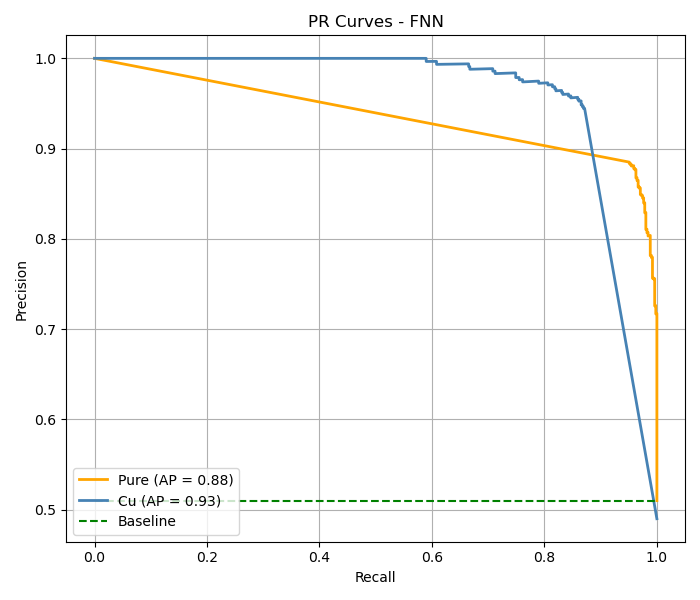 PR Curves - FNN
Precision
1.0
0.9
0.8
0.7
0.6
0.5
Pure (AP = 0.88)
Cu (AP = 0.93)
Baseline
0.0 0.2 0.4 0.6 0.8 1.0
Recall